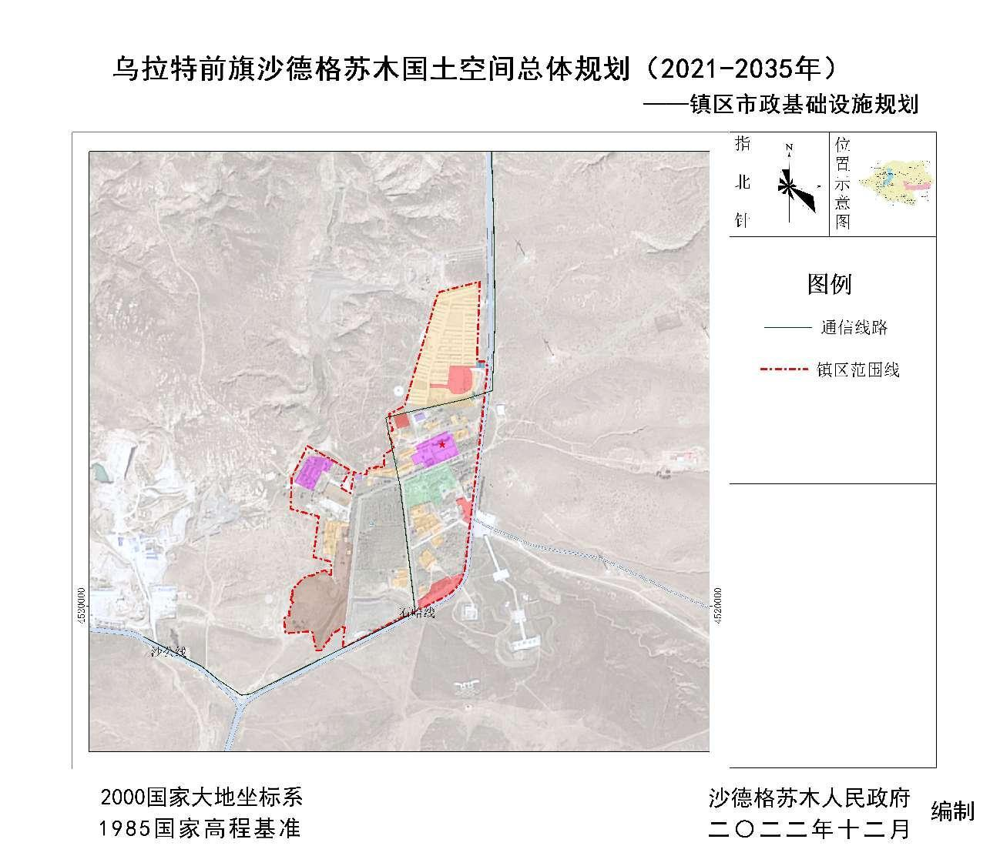 乌拉特前旗沙德格苏木国土空间总体规划（2021-2035年）
——镇区市政基础设施规划
指北针
N
位置示意图
图例
通信线路
镇区范围线
4520000
4520000
沙公线
2000国家大地坐标系
1985国家高程基准
沙德格苏木人民政府
二〇二二年十二月
编制